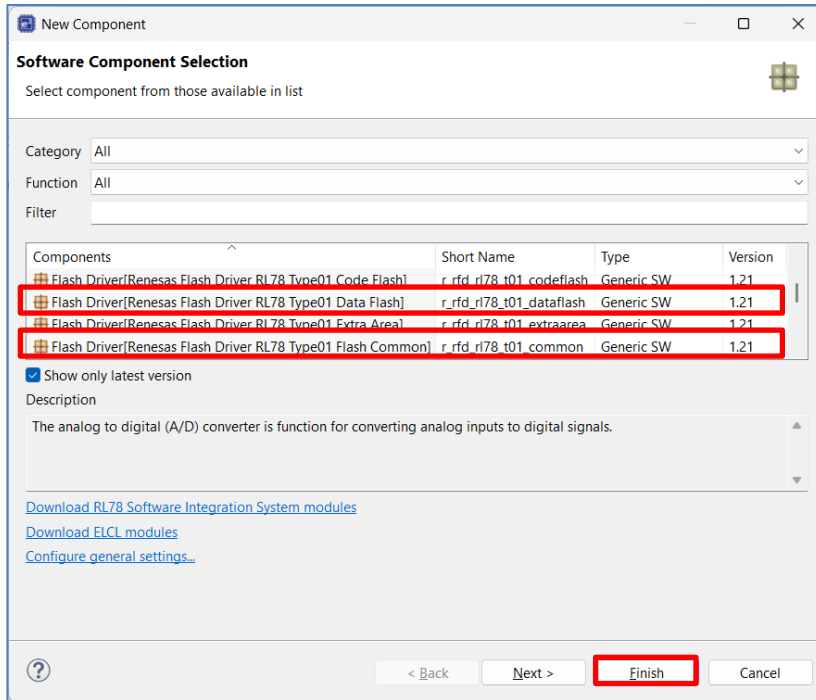 New Component
Software Component Selection
Select component from those available in list
Category All
Function All
Filter
Components Short Name Type Version
Flash Driver[Renesas Flash Driver RL78 Type01 Code Flash] r_rfd_rl78_t01_codeflash Generic SW 1.21
Flash Driver[Renesas Flash Driver RL78 Type01 Data Flash] r_rfd_rl78_t01_dataflash Generic SW 1.21
Flash Driver[Renesas Flash Driver RL78 Type01 Extra Area] r_rfd_rl78_t01_extraarea Generic SW 1.21
Flash Driver[Renesas Flash Driver RL78 Type01 Flash Common] r_rfd_rl78_t01_common Generic SW 1.21
Show only latest version
Description
The analog to digital (A/D) converter is function for converting analog inputs to digital signals.
Download RL78 Software Integration System modules
Download ELCL modules
Configure general settings...
? < Back Next > Finish Cancel